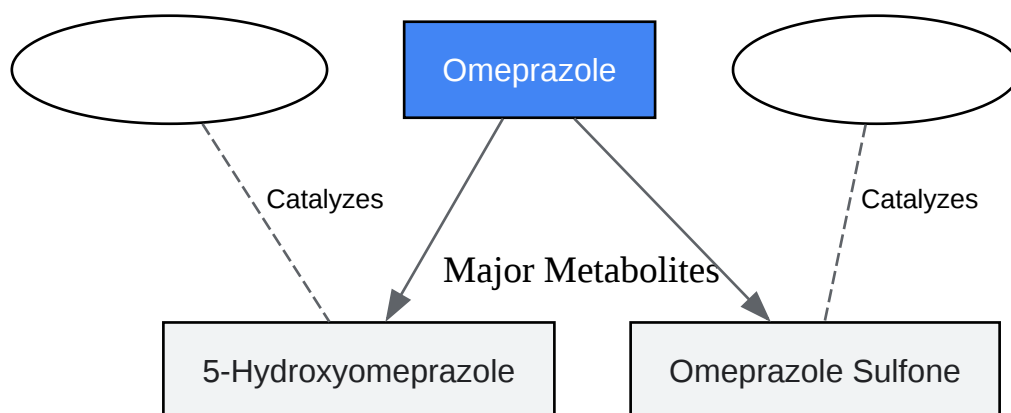 Omeprazole
Catalyzes
Catalyzes
Major Metabolites
5-Hydroxyomeprazole
Omeprazole Sulfone